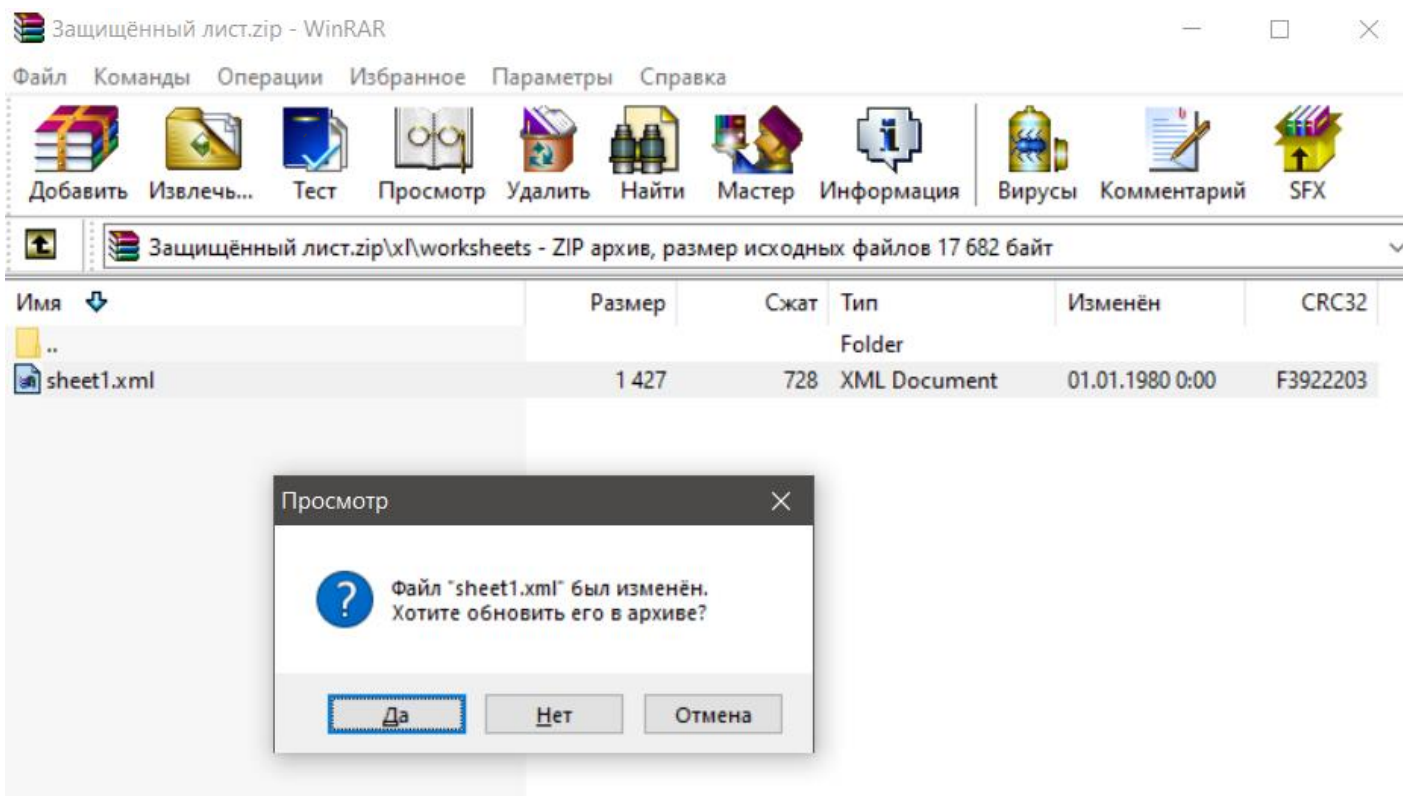 Защищённый лист.zip - WinRAR
Файл Команды Операции Избранное Параметры Справка
Добавить Извлечь... Тест Просмотр Удалить Найти Мастер Информация Вирусы Комментарий SFX
Защищённый лист.zip\xl\worksheets - ZIP архив, размер исходных файлов 17 682 байт
Имя Размер Сжат Тип Изменён CRC32
.. Folder
sheet1.xml 1 427 728 XML Document 01.01.1980 0:00 F3922203
Просмотр
Файл "sheet1.xml" был изменён.
Хотите обновить его в архиве?
Да Нет Отмена